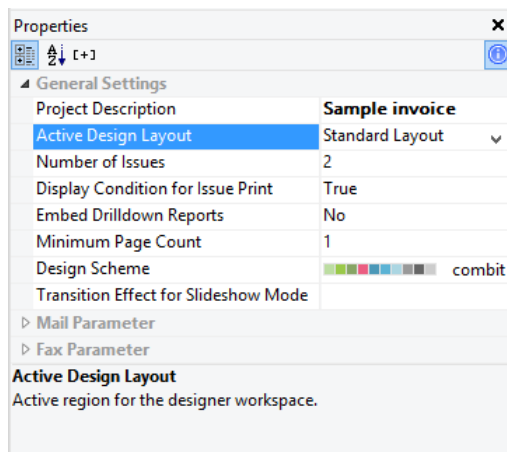 Properties
[+]
General Settings
Project Description Sample invoice
Active Design Layout Standard Layout
Number of Issues 2
Display Condition for Issue Print True
Embed Drilldown Reports No
Minimum Page Count 1
Design Scheme combit
Transition Effect for Slideshow Mode
Mail Parameter
Fax Parameter
Active Design Layout
Active region for the designer workspace.